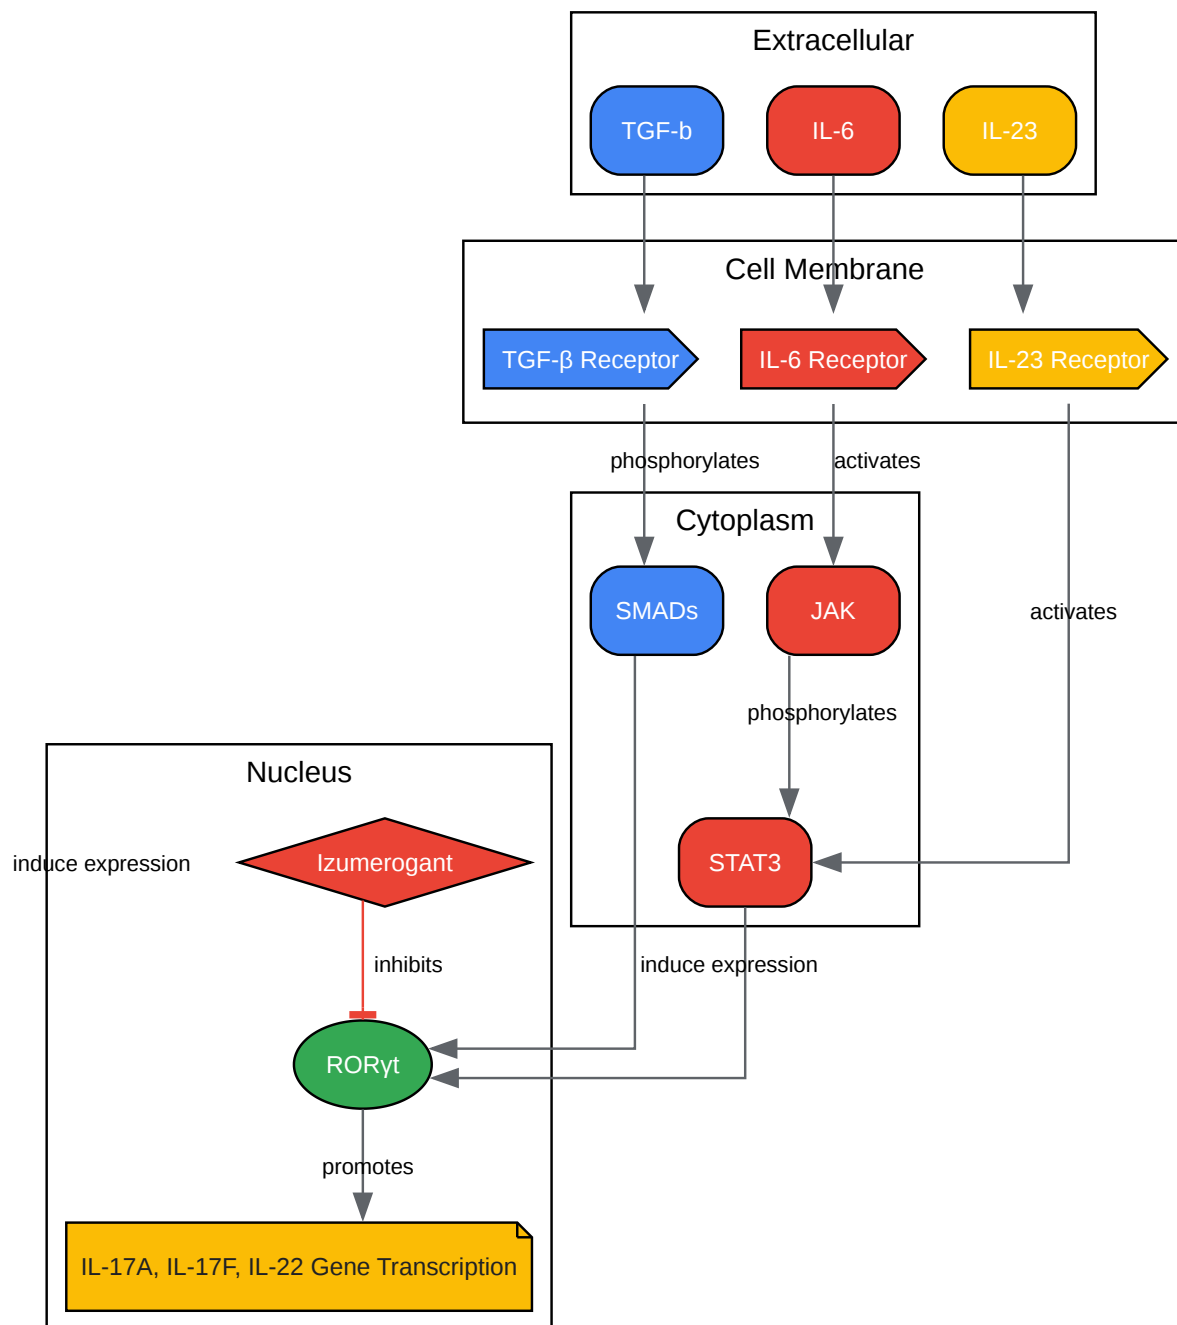 Extracellular
TGF-b
IL-6
IL-23
Cell Membrane
TGF-β Receptor
IL-6 Receptor
IL-23 Receptor
phosphorylates
activates
Cytoplasm
SMADs
JAK
activates
phosphorylates
Nucleus
induce expression
Izumerogant
STAT3
inhibits
induce expression
RORγt
promotes
IL-17A, IL-17F, IL-22 Gene Transcription